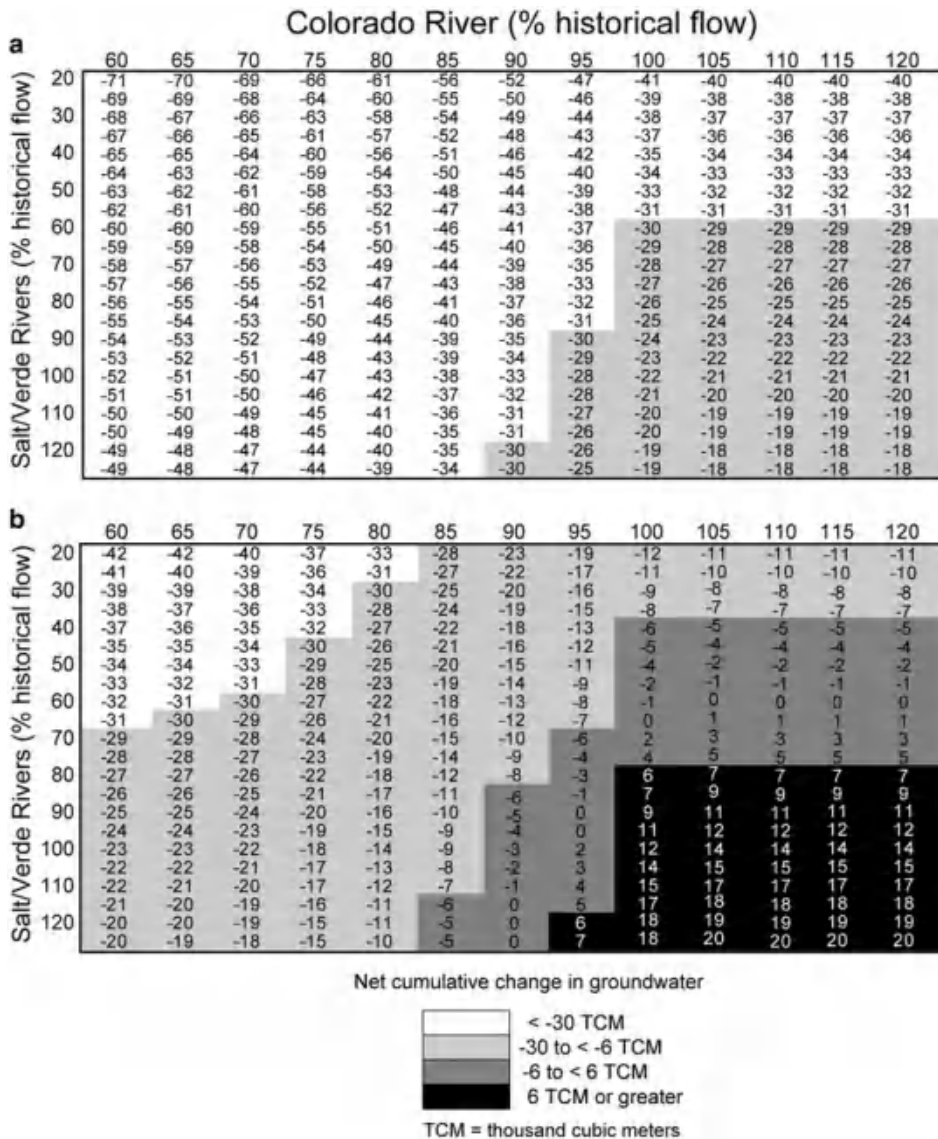 Colorado River (% historical flow)
a
60 65 70 75 80 85 90 95 100 105 110 115 120
Salt/Verde Rivers (% historical flow)
20 -71 -70 -69 -66 -61 -56 -52 -47 -41 -40 -40 -40 -40
-69 -69 -68 -64 -60 -55 -50 -46 -39 -38 -38 -38 -38
30 -68 -67 -66 -63 -58 -54 -49 -44 -38 -37 -37 -37 -37
-67 -66 -65 -61 -57 -52 -48 -43 -37 -36 -36 -36 -36
40 -65 -65 -64 -60 -56 -51 -46 -42 -35 -34 -34 -34 -34
-64 -63 -62 -59 -54 -50 -45 -40 -34 -33 -33 -33 -33
50 -63 -62 -61 -58 -53 -48 -44 -39 -33 -32 -32 -32 -32
-62 -61 -60 -56 -52 -47 -43 -38 -31 -31 -31 -31 -31
60 -60 -60 -59 -55 -51 -46 -41 -37 -30 -29 -29 -29 -29
-59 -59 -58 -54 -50 -45 -40 -36 -29 -28 -28 -28 -28
70 -58 -57 -56 -53 -49 -44 -39 -35 -28 -27 -27 -27 -27
-57 -56 -55 -52 -47 -43 -38 -33 -27 -26 -26 -26 -26
80 -56 -55 -54 -51 -46 -41 -37 -32 -26 -25 -25 -25 -25
-55 -54 -53 -50 -45 -40 -36 -31 -25 -24 -24 -24 -24
90 -54 -53 -52 -49 -44 -39 -35 -30 -24 -23 -23 -23 -23
-53 -52 -51 -48 -43 -39 -34 -29 -23 -22 -22 -22 -22
100 -52 -51 -50 -47 -43 -38 -33 -28 -22 -21 -21 -21 -21
-51 -51 -50 -46 -42 -37 -32 -28 -21 -20 -20 -20 -20
110 -50 -50 -49 -45 -41 -36 -31 -27 -20 -19 -19 -19 -19
-50 -49 -48 -45 -40 -35 -31 -26 -20 -19 -19 -19 -19
120 -49 -48 -47 -44 -40 -35 -30 -26 -19 -18 -18 -18 -18
-49 -48 -47 -44 -39 -34 -30 -25 -19 -18 -18 -18 -18
b
60 65 70 75 80 85 90 95 100 105 110 115 120
Salt/Verde Rivers (% historical flow)
20 -42 -42 -40 -37 -33 -28 -23 -19 -12 -11 -11 -11 -11
-41 -40 -39 -36 -31 -27 -22 -17 -11 -10 -10 -10 -10
30 -39 -39 -38 -34 -30 -25 -20 -16 -9 -8 -8 -8 -8
-38 -37 -36 -33 -28 -24 -19 -15 -8 -7 -7 -7 -7
40 -37 -36 -35 -32 -27 -22 -18 -13 -6 -5 -5 -5 -5
-35 -35 -34 -30 -26 -21 -16 -12 -5 -4 -4 -4 -4
50 -34 -34 -33 -29 -25 -20 -15 -11 -4 -2 -2 -2 -2
-33 -32 -31 -28 -23 -19 -14 -9 -2 -1 -1 -1 -1
60 -32 -31 -30 -27 -22 -18 -13 -8 -1 0 0 0 0
-31 -30 -29 -26 -21 -16 -12 -7 0 1 1 1 1
70 -29 -29 -28 -24 -20 -15 -10 -6 2 3 3 3 3
-28 -28 -27 -23 -19 -14 -9 -4 4 5 5 5 5
80 -27 -27 -26 -22 -18 -12 -8 -3 6 7 7 7 7
-26 -26 -25 -21 -17 -11 -6 -1 7 9 9 9 9
90 -25 -25 -24 -20 -16 -10 -5 0 9 11 11 11 11
-24 -24 -23 -19 -15 -9 -4 0 11 12 12 12 12
100 -23 -23 -22 -18 -14 -9 -3 2 12 14 14 14 14
-22 -22 -21 -17 -13 -8 -2 3 14 15 15 15 15
110 -22 -21 -20 -17 -12 -7 -1 4 15 17 17 17 17
-21 -20 -19 -16 -11 -6 0 5 17 18 18 18 18
120 -20 -20 -19 -15 -11 -5 0 6 18 19 19 19 19
-20 -19 -18 -15 -10 -5 0 7 18 20 20 20 20
Net cumulative change in groundwater
< -30 TCM
-30 to < -6 TCM
-6 to < 6 TCM
6 TCM or greater
TCM = thousand cubic meters